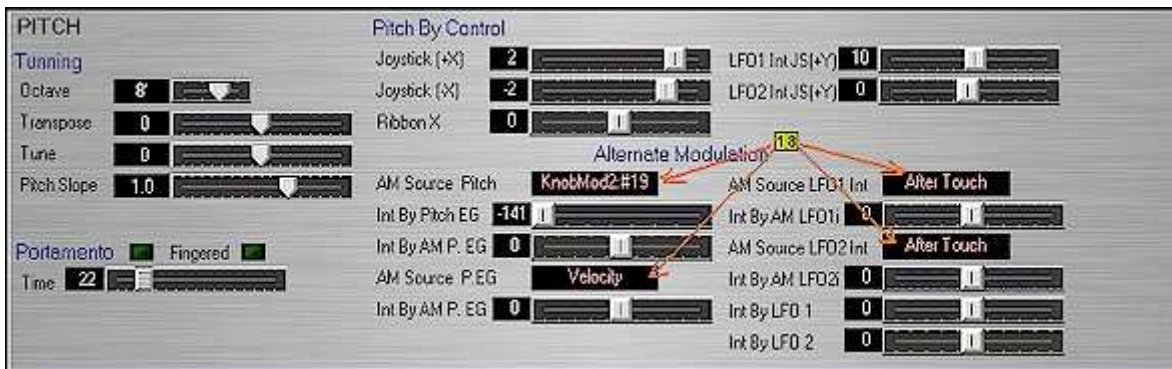 PITCH
Tunning
Octave 8'
Transpose 0
Tune 0
Pitch Slope 1.0
Portamento Fingered
Time 22
Pitch By Control
Joystick (+X) 2
Joystick (-X) -2
Ribbon X 0
LFO1 Int JS(+Y) 10
LFO2 Int JS(+Y) 0
18
Alternate Modulation
AM Source Pitch KnobMod2:#19
Int By Pitch EG -141
Int By AM P. EG 0
AM Source P.EG Velocity
Int By AM P. EG 0
AM Source LFO1 Int After Touch
Int By AM LFO1i 0
AM Source LFO2 Int After Touch
Int By AM LFO2i 0
Int By LFO 1 0
Int By LFO 2 0